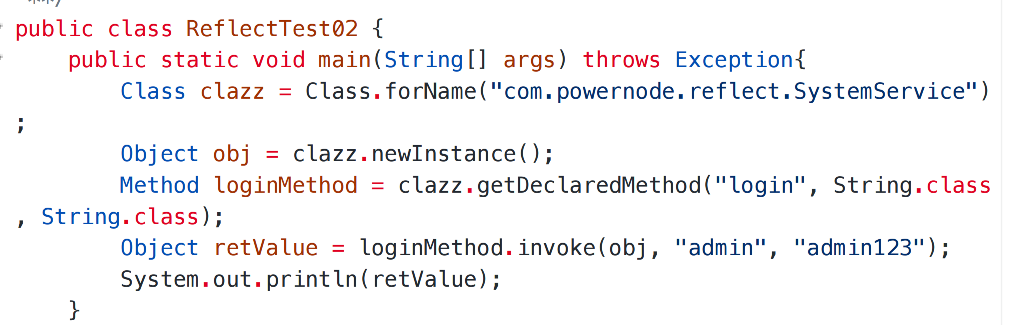 public class ReflectTest02 {
    public static void main(String[] args) throws Exception{
        Class clazz = Class.forName("com.powernode.reflect.SystemService")
;
        Object obj = clazz.newInstance();
        Method loginMethod = clazz.getDeclaredMethod("login", String.class
, String.class);
        Object retValue = loginMethod.invoke(obj, "admin", "admin123");
        System.out.println(retValue);
    }